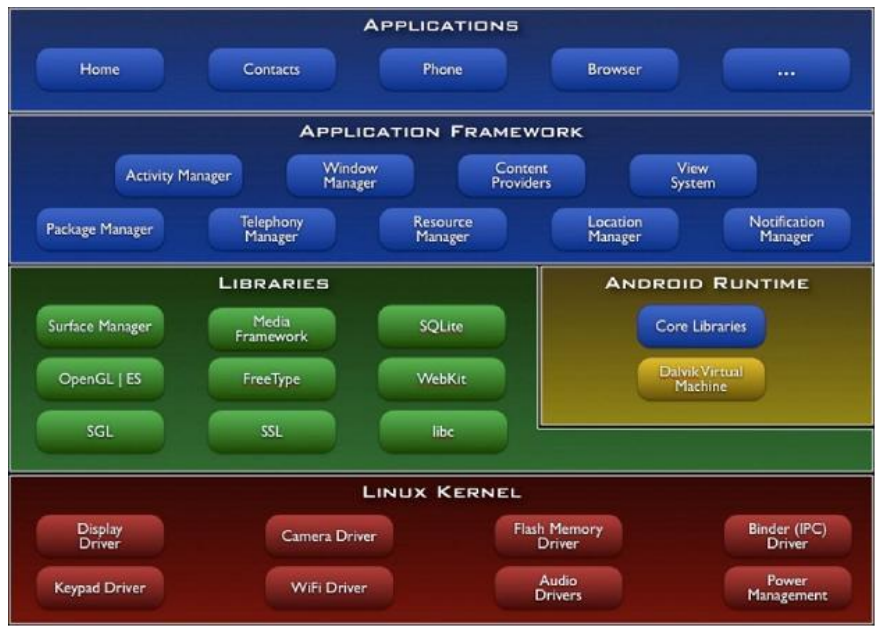 APPLICATIONS
Home
Contacts
Phone
Browser
...
APPLICATION FRAMEWORK
Activity Manager
Window
Manager
Content
Providers
View
System
Package Manager
Telephony
Manager
Resource
Manager
Location
Manager
Notification
Manager
LIBRARIES
Surface Manager
Media
Framework
SQLite
OpenGL | ES
FreeType
WebKit
SGL
SSL
libc
ANDROID RUNTIME
Core Libraries
Dalvik Virtual
Machine
LINUX KERNEL
Display
Driver
Camera Driver
Flash Memory
Driver
Binder (IPC)
Driver
Keypad Driver
WiFi Driver
Audio
Drivers
Power
Management